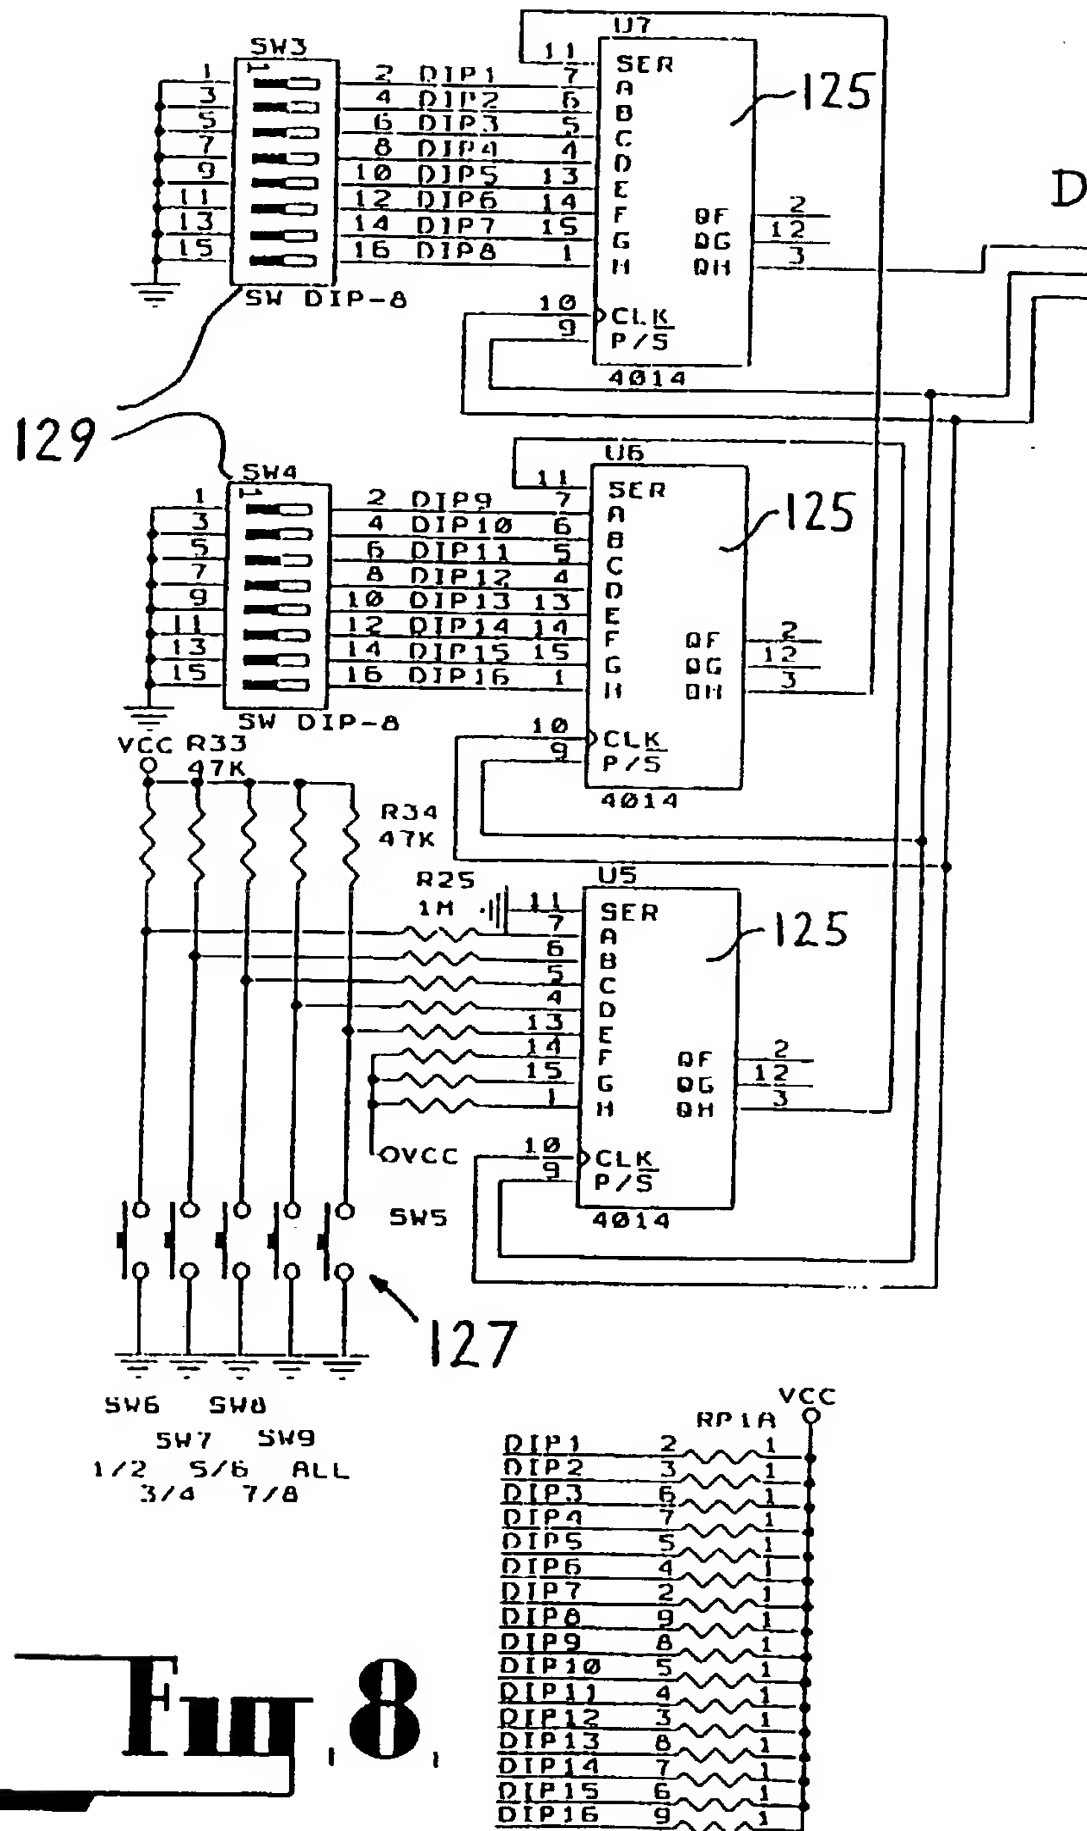 U7
SW3
1
1 2 DIP1 7 A
11 SER
3 4 DIP2 6 B
5 6 DIP3 5 C
7 8 DIP4 4 D
9 10 DIP5 13 E
11 12 DIP6 14 F QF 2
13 14 DIP7 15 G QG 12
15 16 DIP8 1 H QH 3
125
D
SW DIP-8
10 CLK
9 P/S
4014
129
U6
SW4
1
11 SER
1 2 DIP9 7 A
3 4 DIP10 6 B
5 6 DIP11 5 C
7 8 DIP12 4 D
9 10 DIP13 13 E
11 12 DIP14 14 F QF 2
13 14 DIP15 15 G QG 12
15 16 DIP16 1 H QH 3
125
SW DIP-8
10 CLK
9 P/S
4014
VCC R33
47K
R34
47K
R25
1M
U5
11 SER
7 A
6 B
5 C
4 D
13 E
14 F QF 2
15 G QG 12
1 H QH 3
125
VCC
10 CLK
9 P/S
4014
SW5
127
SW6 SW8
SW7 SW9
1/2 5/6 ALL
3/4 7/8
VCC
RP1A
DIP1 2 1
DIP2 3 1
DIP3 6 1
DIP4 7 1
DIP5 5 1
DIP6 4 1
DIP7 2 1
DIP8 9 1
DIP9 8 1
DIP10 5 1
DIP11 4 1
DIP12 3 1
DIP13 8 1
DIP14 7 1
DIP15 6 1
DIP16 9 1
8